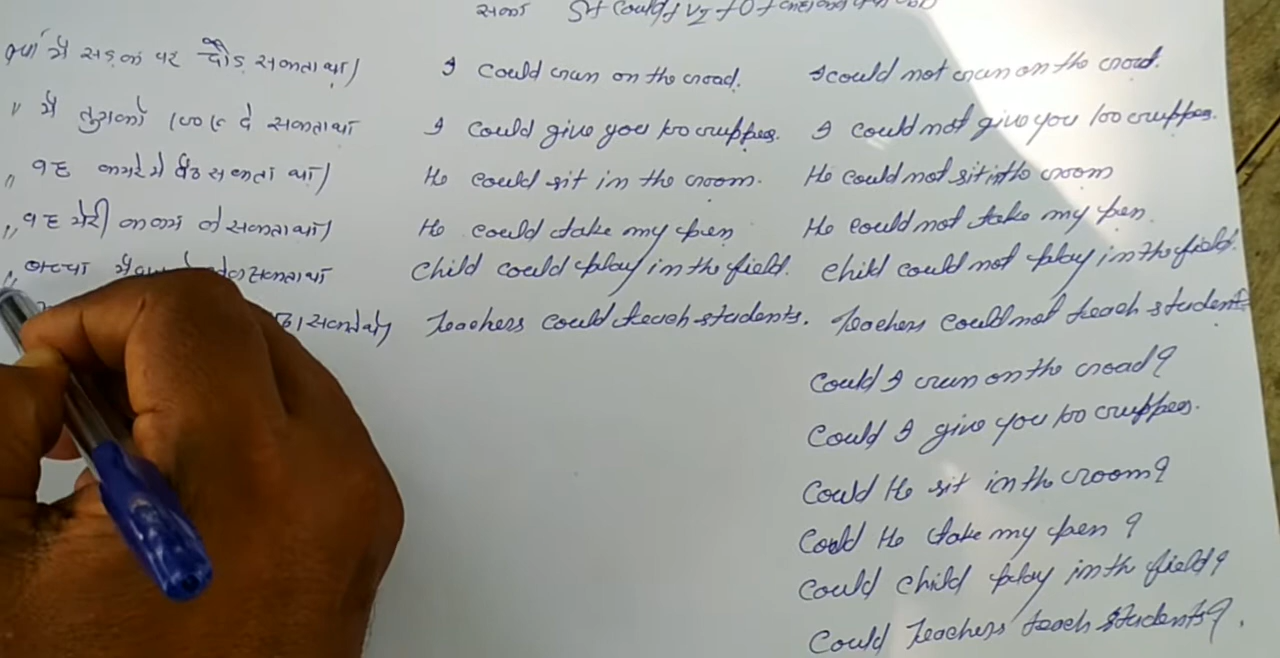 सका S+Could+V1+O+
क्या मैं सड़क पर दौड़ सकता था। I could run on the road. I could not run on the road.
" मैं तुमको 100 रु दे सकता था I could give you 100 ruppes. I could not give you 100 ruppes.
" वह कमरे में बैठ सकता था। He could sit in the room. He could not sit in the room
" वह मेरी कलम ले सकता था। He could take my pen He could not take my pen.
" बच्चा सकता था Child could play in the field. Child could not play in the field.
Teachers could teach students. Teachers could not teach students
Could I run on the road?
Could I give you 100 ruppes.
Could He sit in the room?
Could He take my pen ?
Could child play in the field?
Could Teachers teach students?.